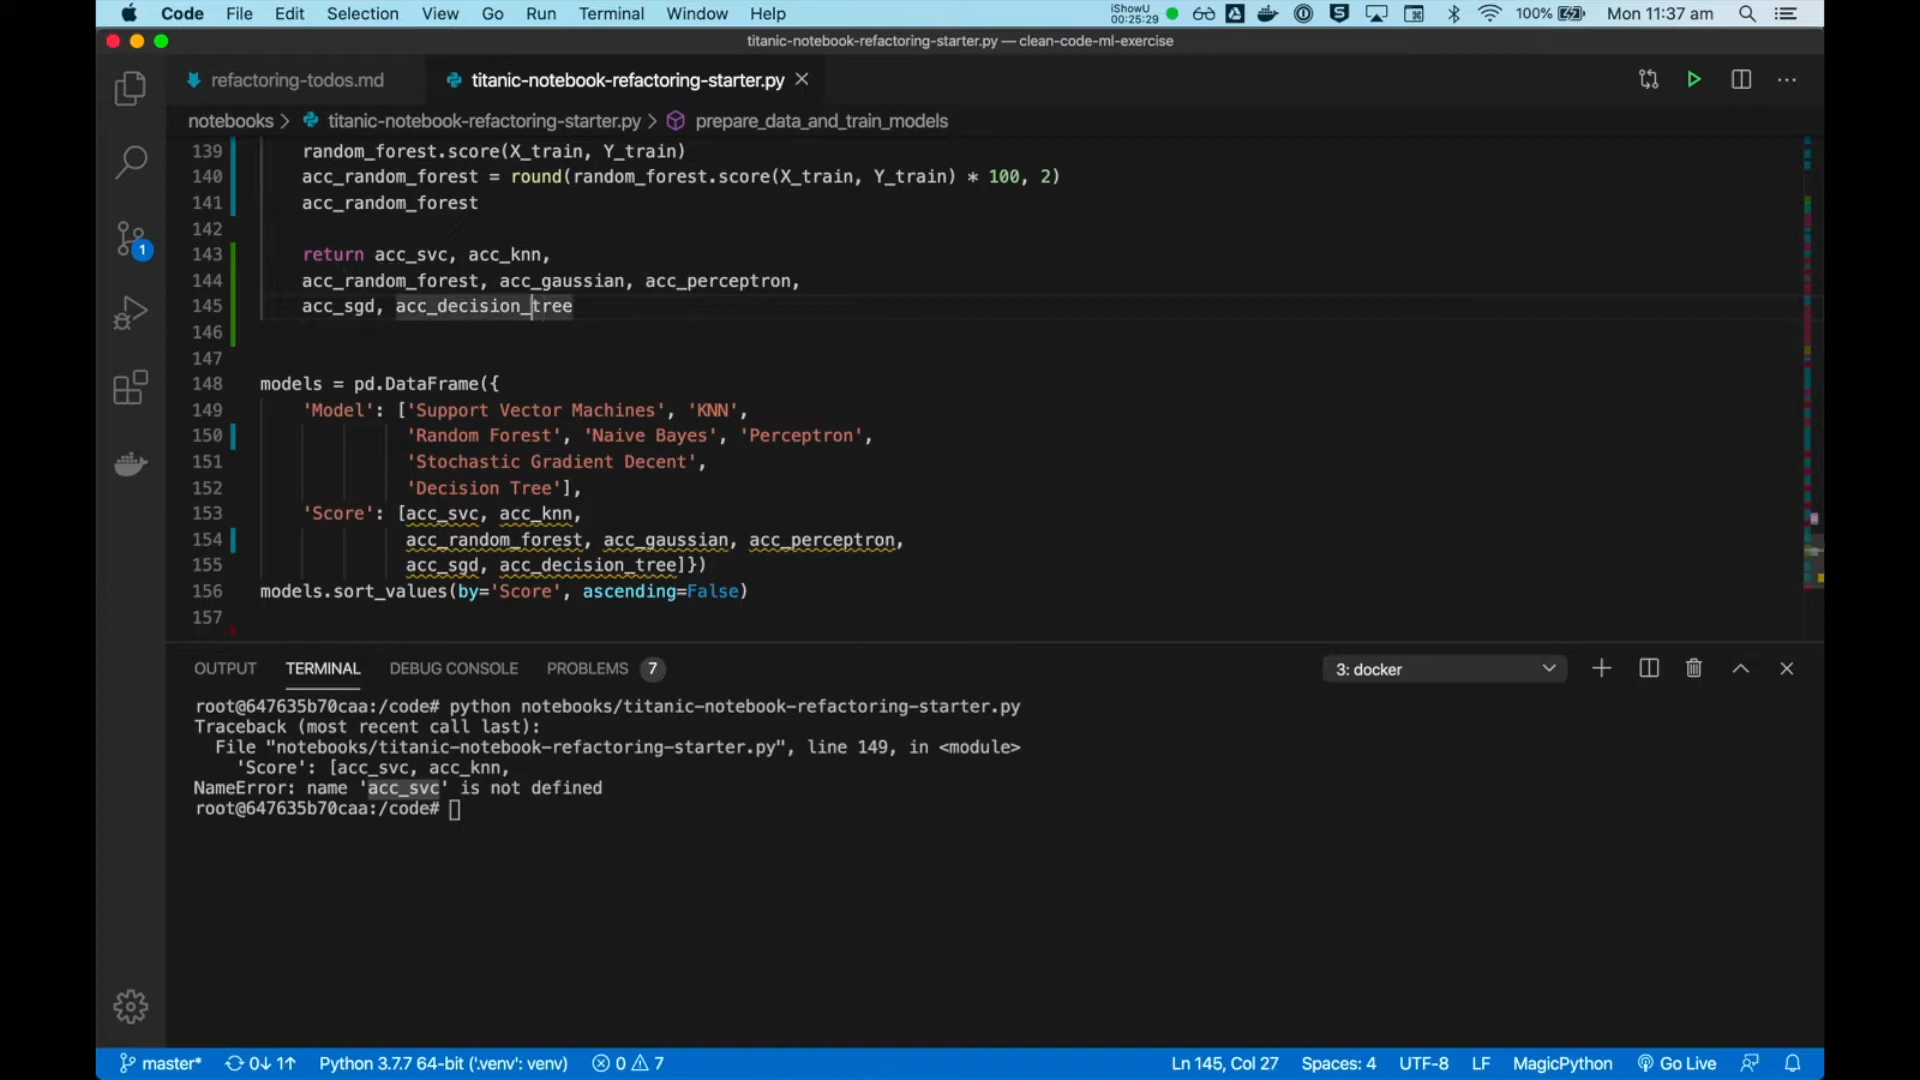 Code File Edit Selection View Go Run Terminal Window Help iShowU 00:25:29 100% Mon 11:37 am
titanic-notebook-refactoring-starter.py — clean-code-ml-exercise
refactoring-todos.md titanic-notebook-refactoring-starter.py
notebooks > titanic-notebook-refactoring-starter.py > prepare_data_and_train_models
139 random_forest.score(X_train, Y_train)
140 acc_random_forest = round(random_forest.score(X_train, Y_train) * 100, 2)
141 acc_random_forest
142
143 return acc_svc, acc_knn,
144 acc_random_forest, acc_gaussian, acc_perceptron,
145 acc_sgd, acc_decision_tree
146
147
148 models = pd.DataFrame({
149 'Model': ['Support Vector Machines', 'KNN',
150 'Random Forest', 'Naive Bayes', 'Perceptron',
151 'Stochastic Gradient Decent',
152 'Decision Tree'],
153 'Score': [acc_svc, acc_knn,
154 acc_random_forest, acc_gaussian, acc_perceptron,
155 acc_sgd, acc_decision_tree]})
156 models.sort_values(by='Score', ascending=False)
157
1
OUTPUT TERMINAL DEBUG CONSOLE PROBLEMS 7 3: docker
root@647635b70caa:/code# python notebooks/titanic-notebook-refactoring-starter.py
Traceback (most recent call last):
File "notebooks/titanic-notebook-refactoring-starter.py", line 149, in <module>
'Score': [acc_svc, acc_knn,
NameError: name 'acc_svc' is not defined
root@647635b70caa:/code#
master* 0↓ 1↑ Python 3.7.7 64-bit ('.venv': venv) 0 7 Ln 145, Col 27 Spaces: 4 UTF-8 LF MagicPython Go Live